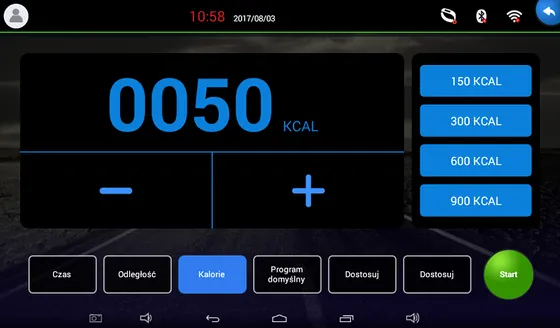 10:58 2017/08/03
0050 KCAL
150 KCAL
300 KCAL
600 KCAL
900 KCAL
Czas
Odległość
Kalorie
Program
domyślny
Dostosuj
Dostosuj
Start